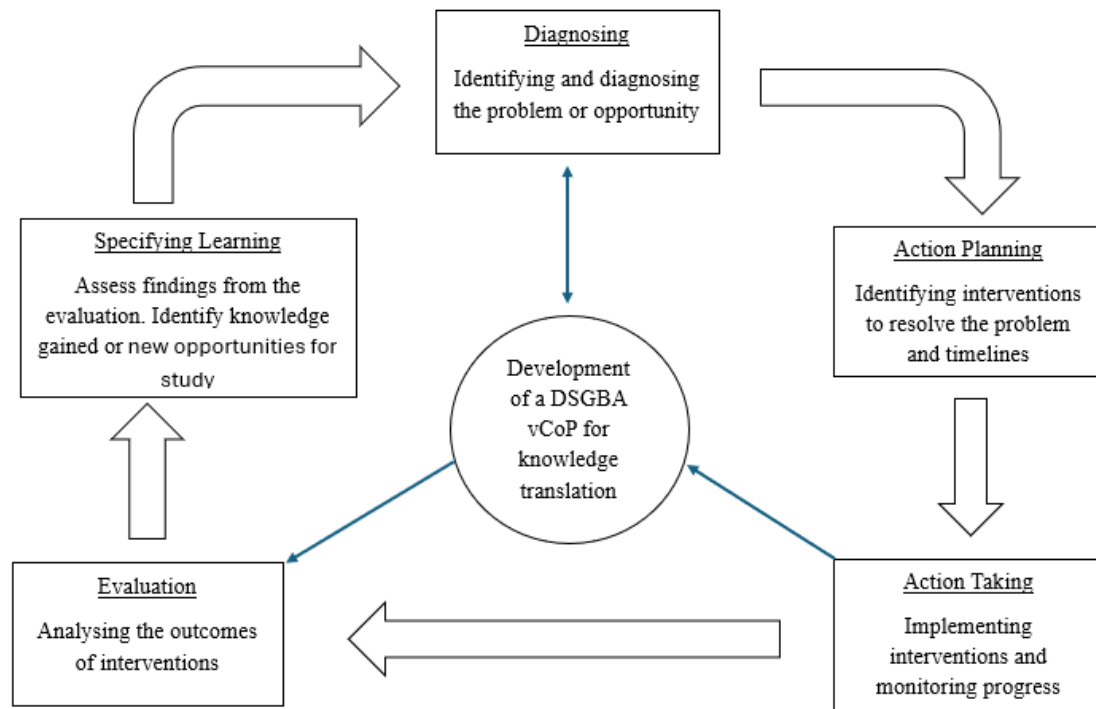 Diagnosing
Identifying and diagnosing
the problem or opportunity
Action Planning
Identifying interventions
to resolve the problem
and timelines
Action Taking
Implementing
interventions and
monitoring progress
Evaluation
Analysing the outcomes
of interventions
Specifying Learning
Assess findings from the
evaluation. Identify knowledge
gained or new opportunities for
study
Development
of a DSGBA
vCoP for
knowledge
translation